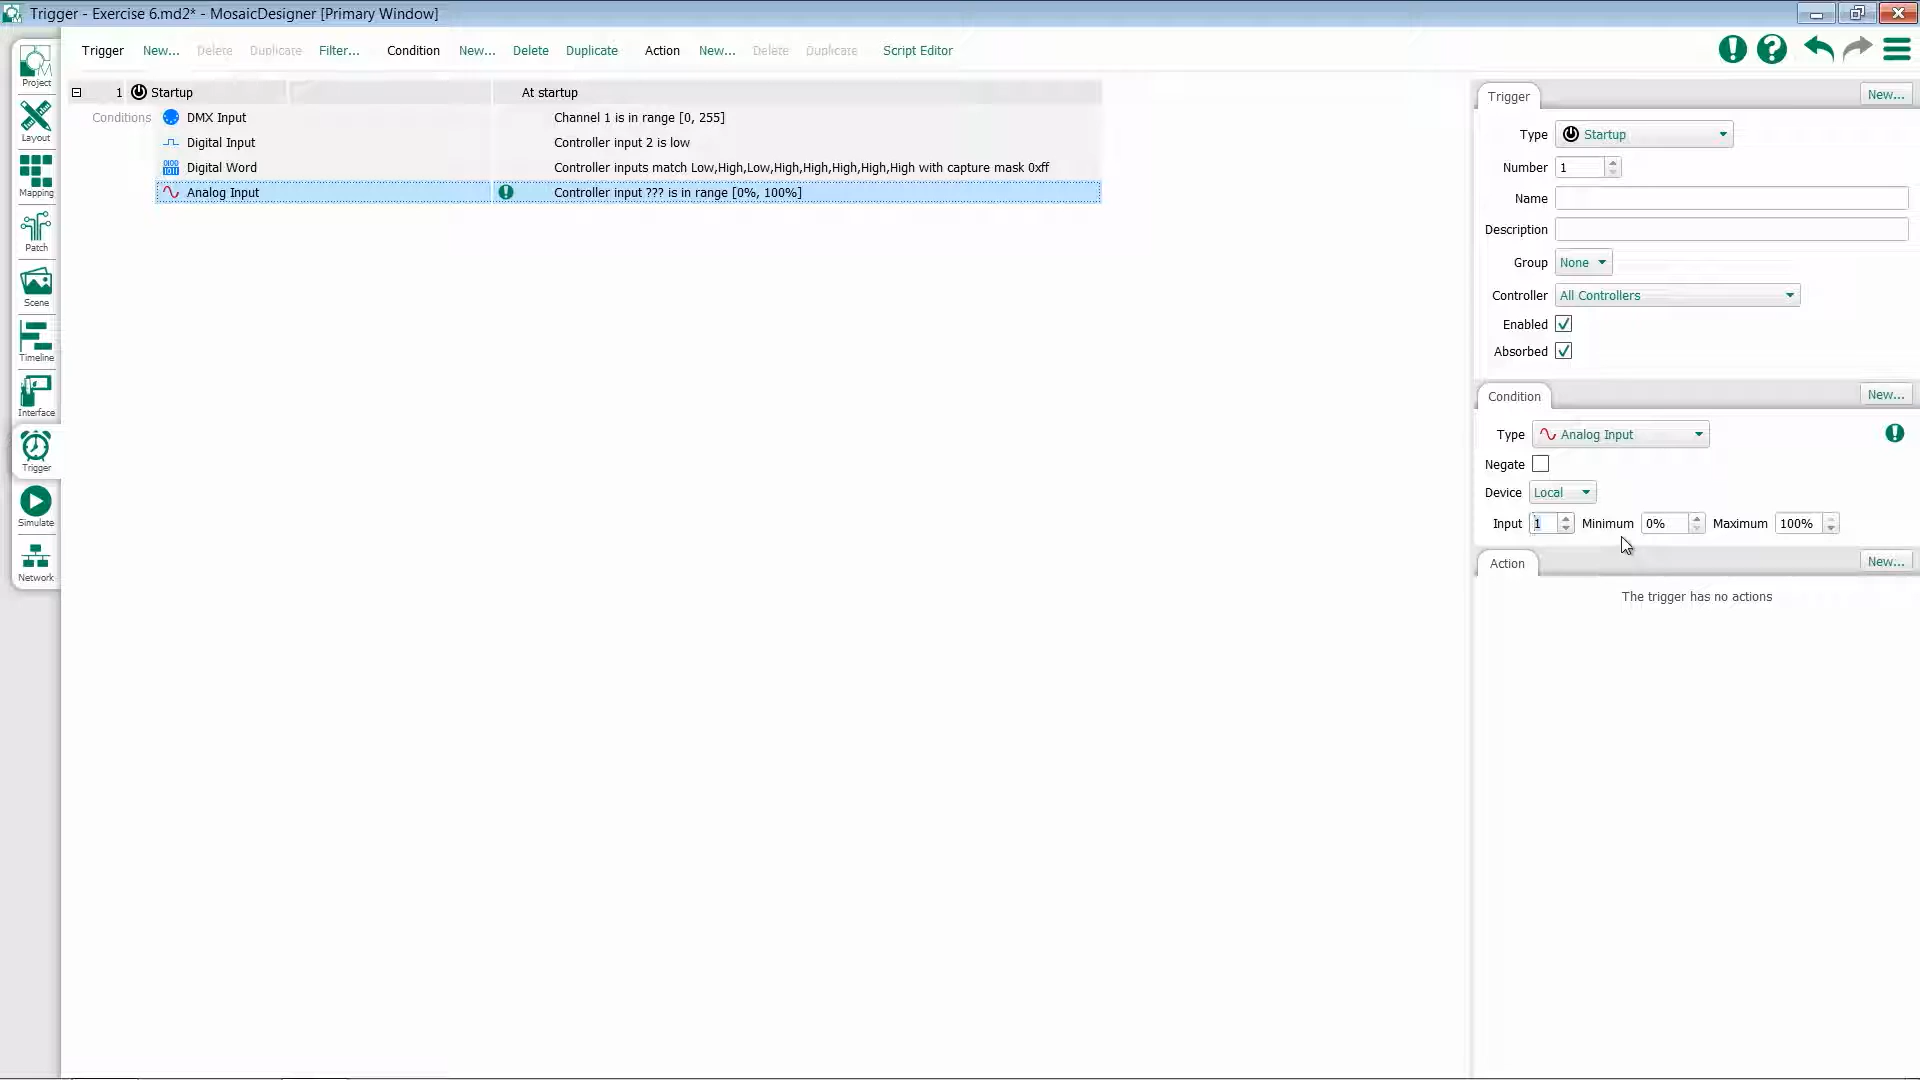 Trigger - Exercise 6.md2* - MosaicDesigner [Primary Window]
Trigger New... Delete Duplicate Filter... Condition New... Delete Duplicate Action New... Delete Duplicate Script Editor
Project
Layout
Mapping
Patch
Scene
Timeline
Interface
Trigger
Simulate
Network
1 Startup At startup
Conditions DMX Input Channel 1 is in range [0, 255]
Digital Input Controller input 2 is low
Digital Word Controller inputs match Low,High,Low,High,High,High,High,High with capture mask 0xff
Analog Input Controller input ??? is in range [0%, 100%]
Trigger New...
Type Startup
Number 1
Name
Description
Group None
Controller All Controllers
Enabled
Absorbed
Condition New...
Type Analog Input
Negate
Device Local
Input 1 Minimum 0% Maximum 100%
Action New...
The trigger has no actions